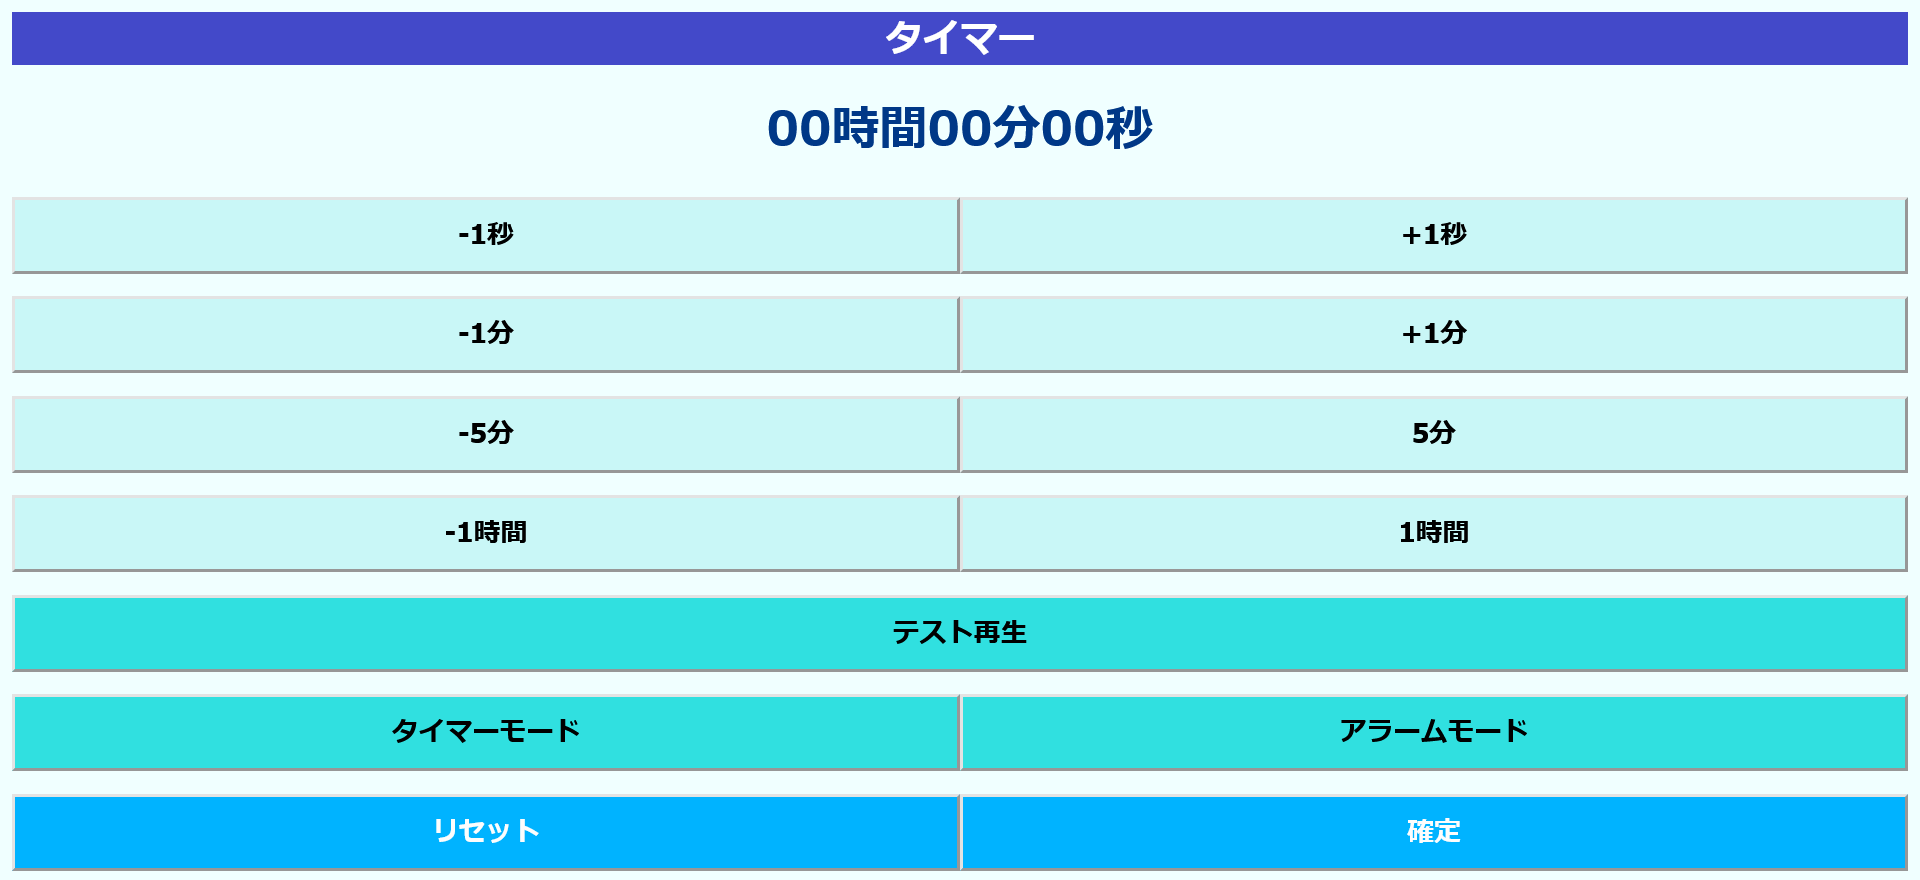 タイマー
00時間00分00秒
-1秒
+1秒
-1分
+1分
-5分
5分
-1時間
1時間
テスト再生
タイマーモード
アラームモード
リセット
確定